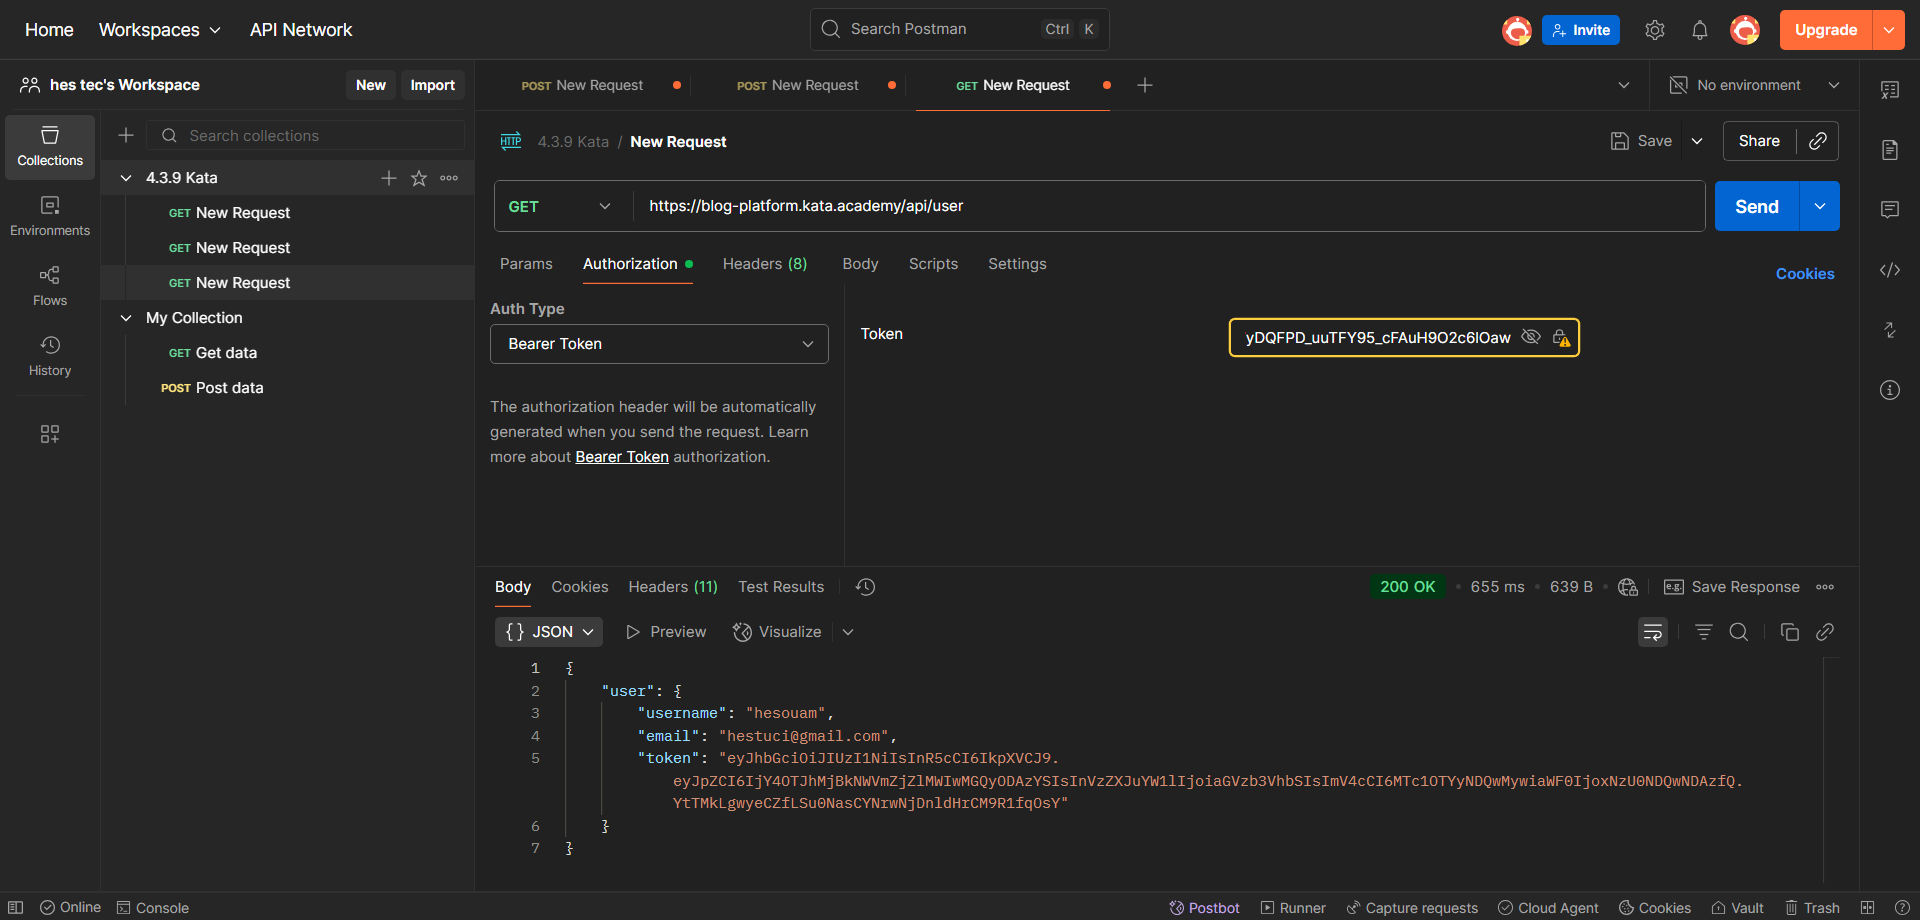 Home Workspaces API Network Search Postman Ctrl K Invite Upgrade
hes tec's Workspace New Import POST New Request POST New Request GET New Request No environment
Collections
Search collections
4.3.9 Kata / New Request Save Share
4.3.9 Kata
GET New Request
GET New Request
GET New Request
My Collection
GET Get data
POST Post data
Environments
Flows
History
GET https://blog-platform.kata.academy/api/user Send
Params Authorization Headers (8) Body Scripts Settings Cookies
Auth Type
Bearer Token
The authorization header will be automatically
generated when you send the request. Learn
more about Bearer Token authorization.
Token yDQFPD_uuTFY95_cFAuH9O2c6lOaw
Body Cookies Headers (11) Test Results 200 OK 655 ms 639 B e.g. Save Response
{} JSON Preview Visualize
1 {
2 "user": {
3 "username": "hesouam",
4 "email": "hestuci@gmail.com",
5 "token": "eyJhbGciOiJIUzI1NiIsInR5cCI6IkpXVCJ9.
eyJpZCI6IjY4OTJhMjBkNWVmZjZlMWIwMGQyODAzYSIsInVzZXJuYW1lIjoiaGVzb3VhbSIsImV4cCI6MTc1OTYyNDQwMywiaWF0IjoxNzU0NDQwNDAzfQ.
YtTMkLgwyeCZfLSu0NasCYNrwNjDnldHrCM9R1fqOsY"
6 }
7 }
Online Console Postbot Runner Capture requests Cloud Agent Cookies Vault Trash